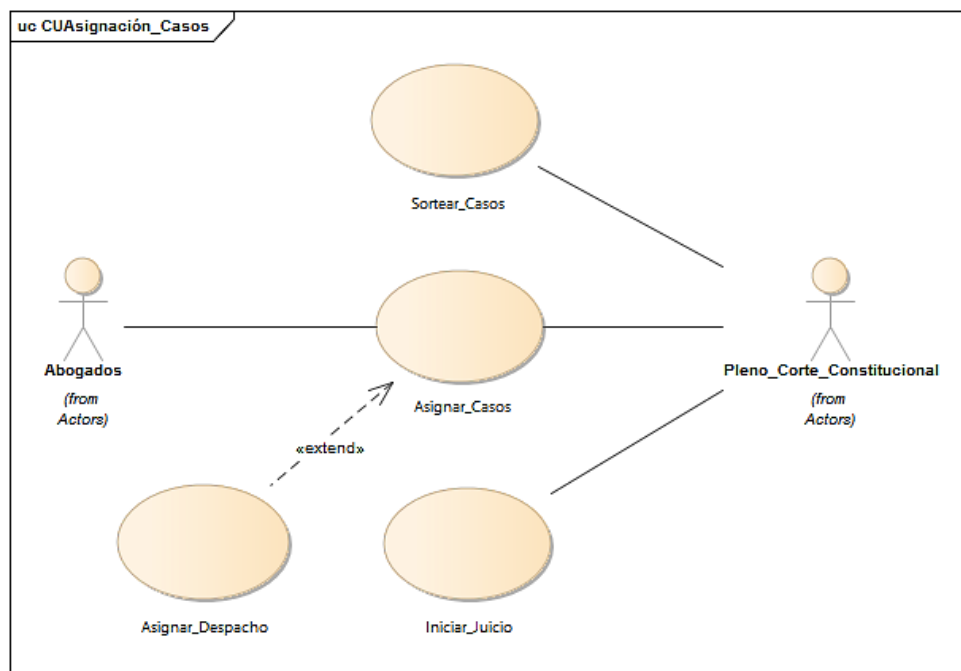 uc CUAsignación_Casos
Sortear_Casos
Abogados
(from
Actors)
Asignar_Casos
Pleno_Corte_Constitucional
(from
Actors)
«extend»
Asignar_Despacho
Iniciar_Juicio